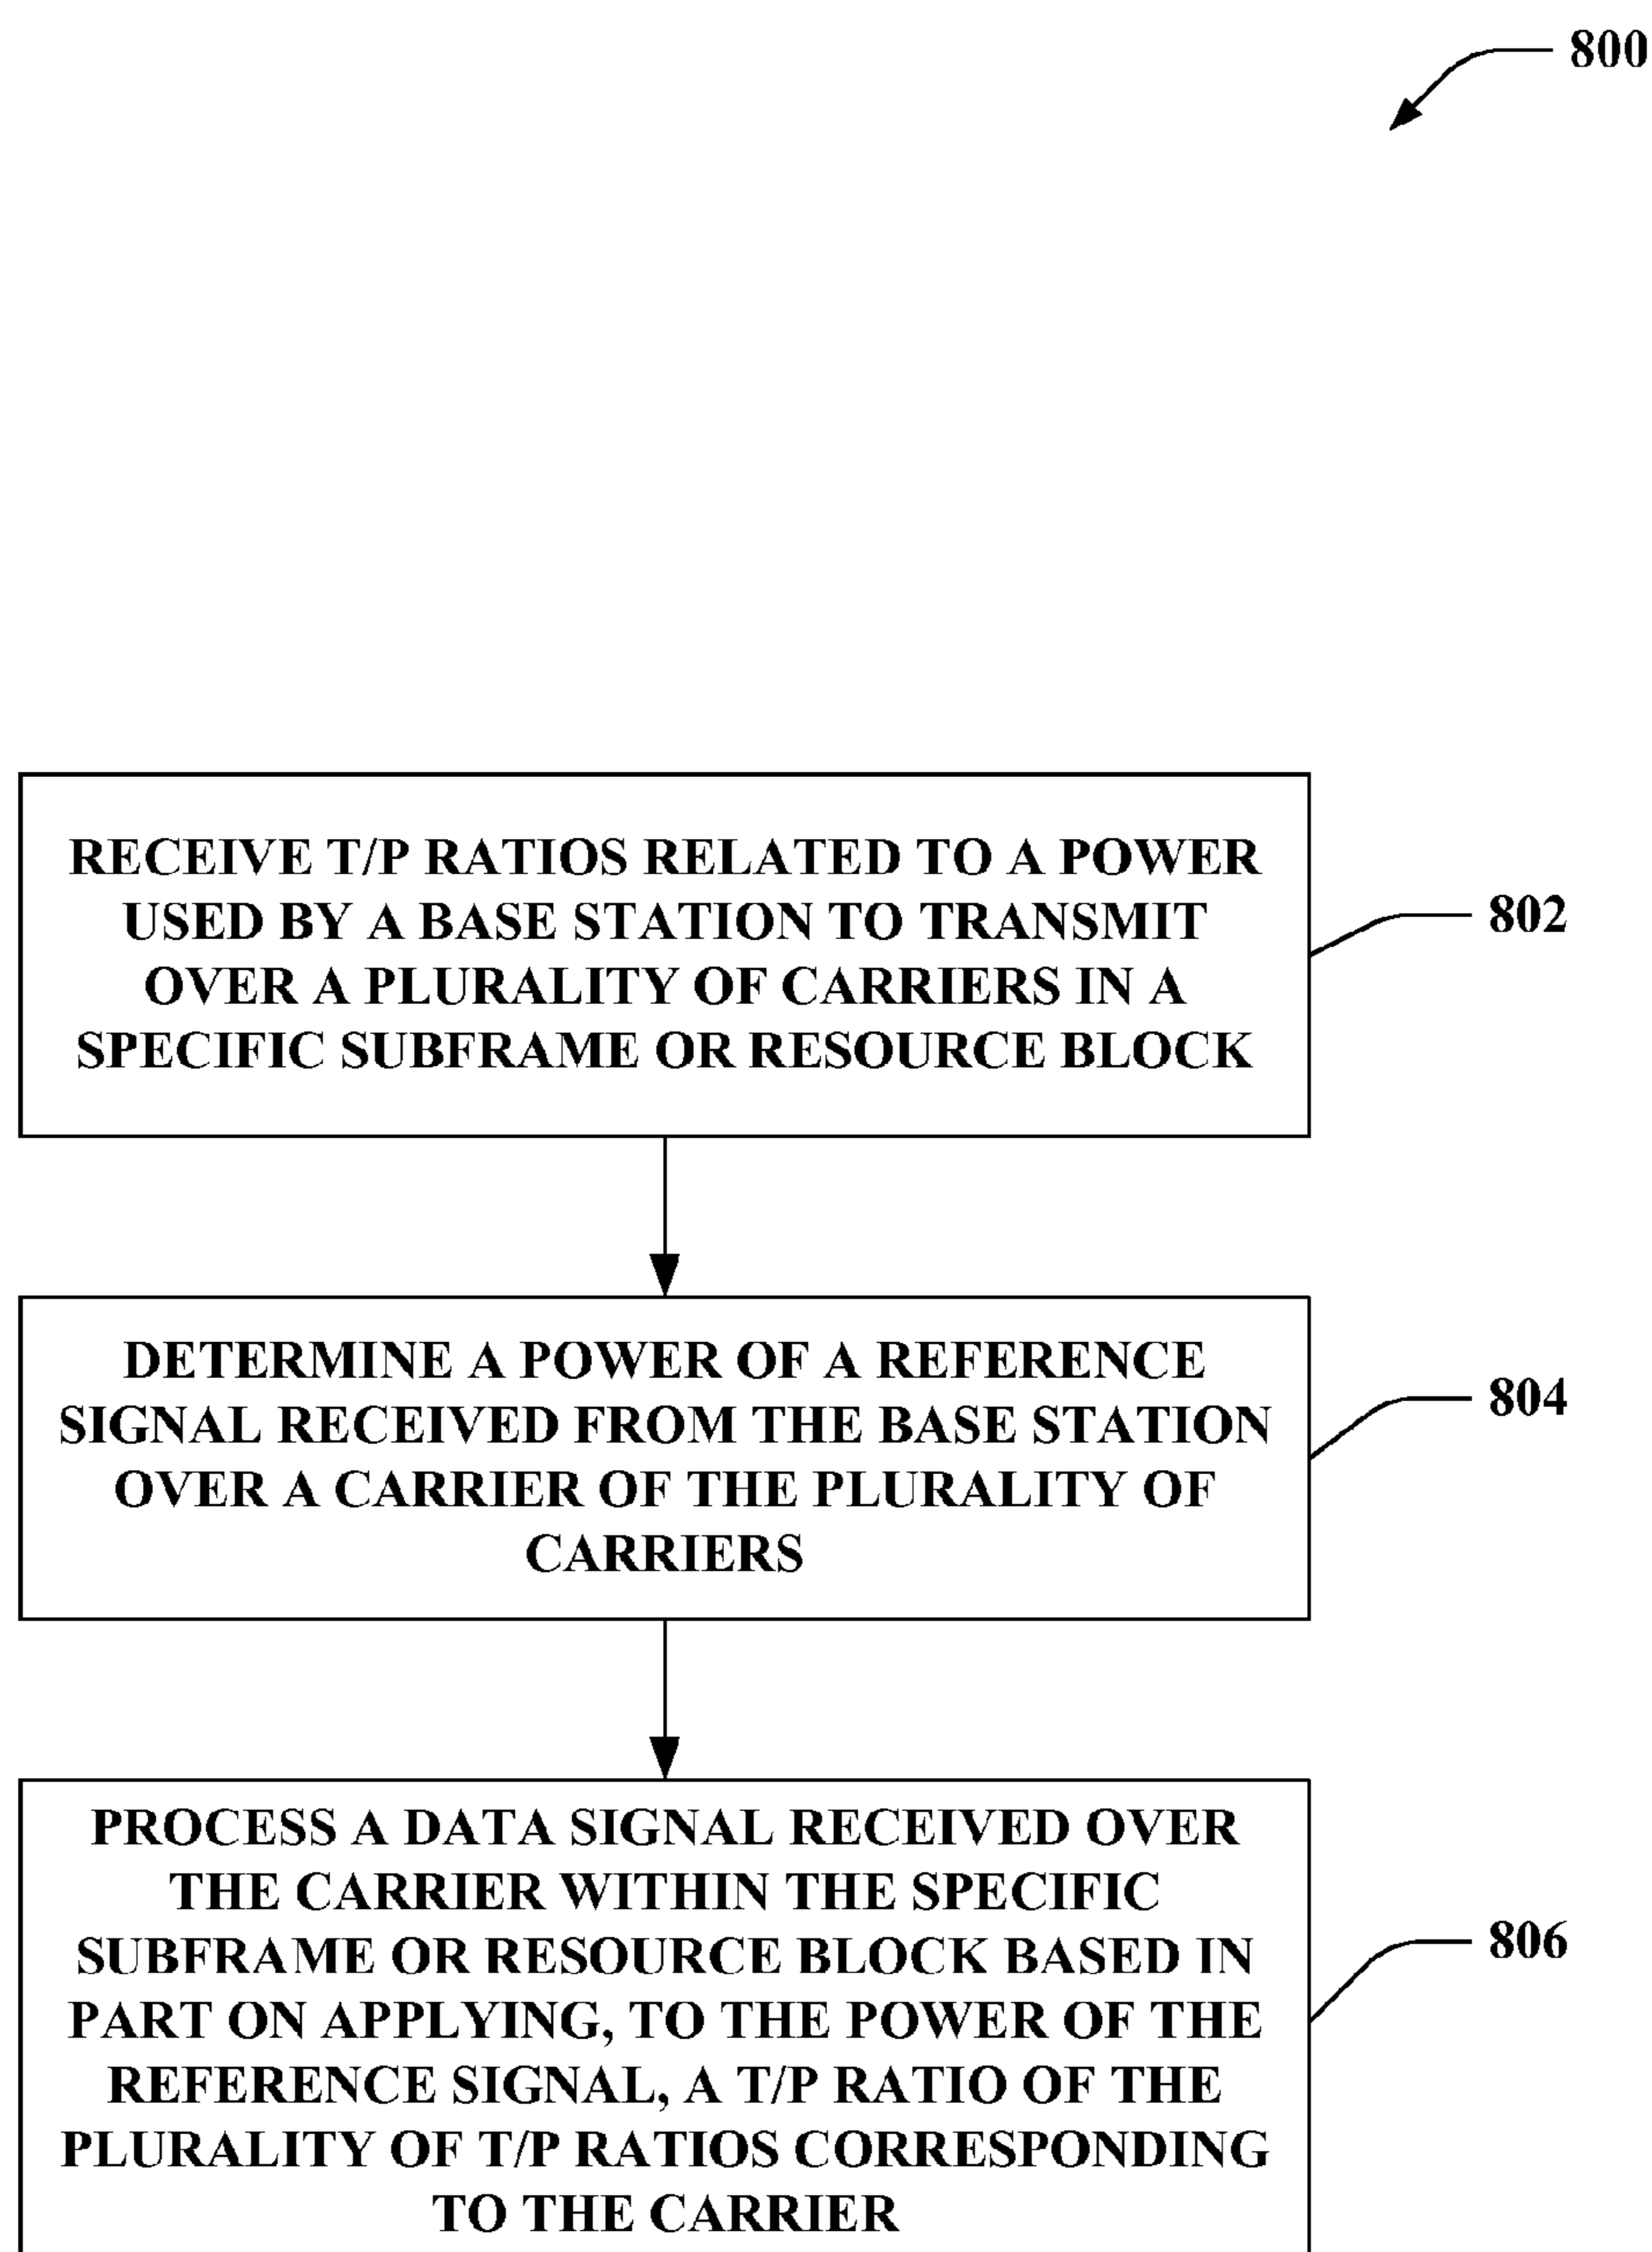 800
RECEIVE T/P RATIOS RELATED TO A POWER
USED BY A BASE STATION TO TRANSMIT
OVER A PLURALITY OF CARRIERS IN A
SPECIFIC SUBFRAME OR RESOURCE BLOCK
802
DETERMINE A POWER OF A REFERENCE
SIGNAL RECEIVED FROM THE BASE STATION
OVER A CARRIER OF THE PLURALITY OF
CARRIERS
804
PROCESS A DATA SIGNAL RECEIVED OVER
THE CARRIER WITHIN THE SPECIFIC
SUBFRAME OR RESOURCE BLOCK BASED IN
PART ON APPLYING, TO THE POWER OF THE
REFERENCE SIGNAL, A T/P RATIO OF THE
PLURALITY OF T/P RATIOS CORRESPONDING
TO THE CARRIER
806